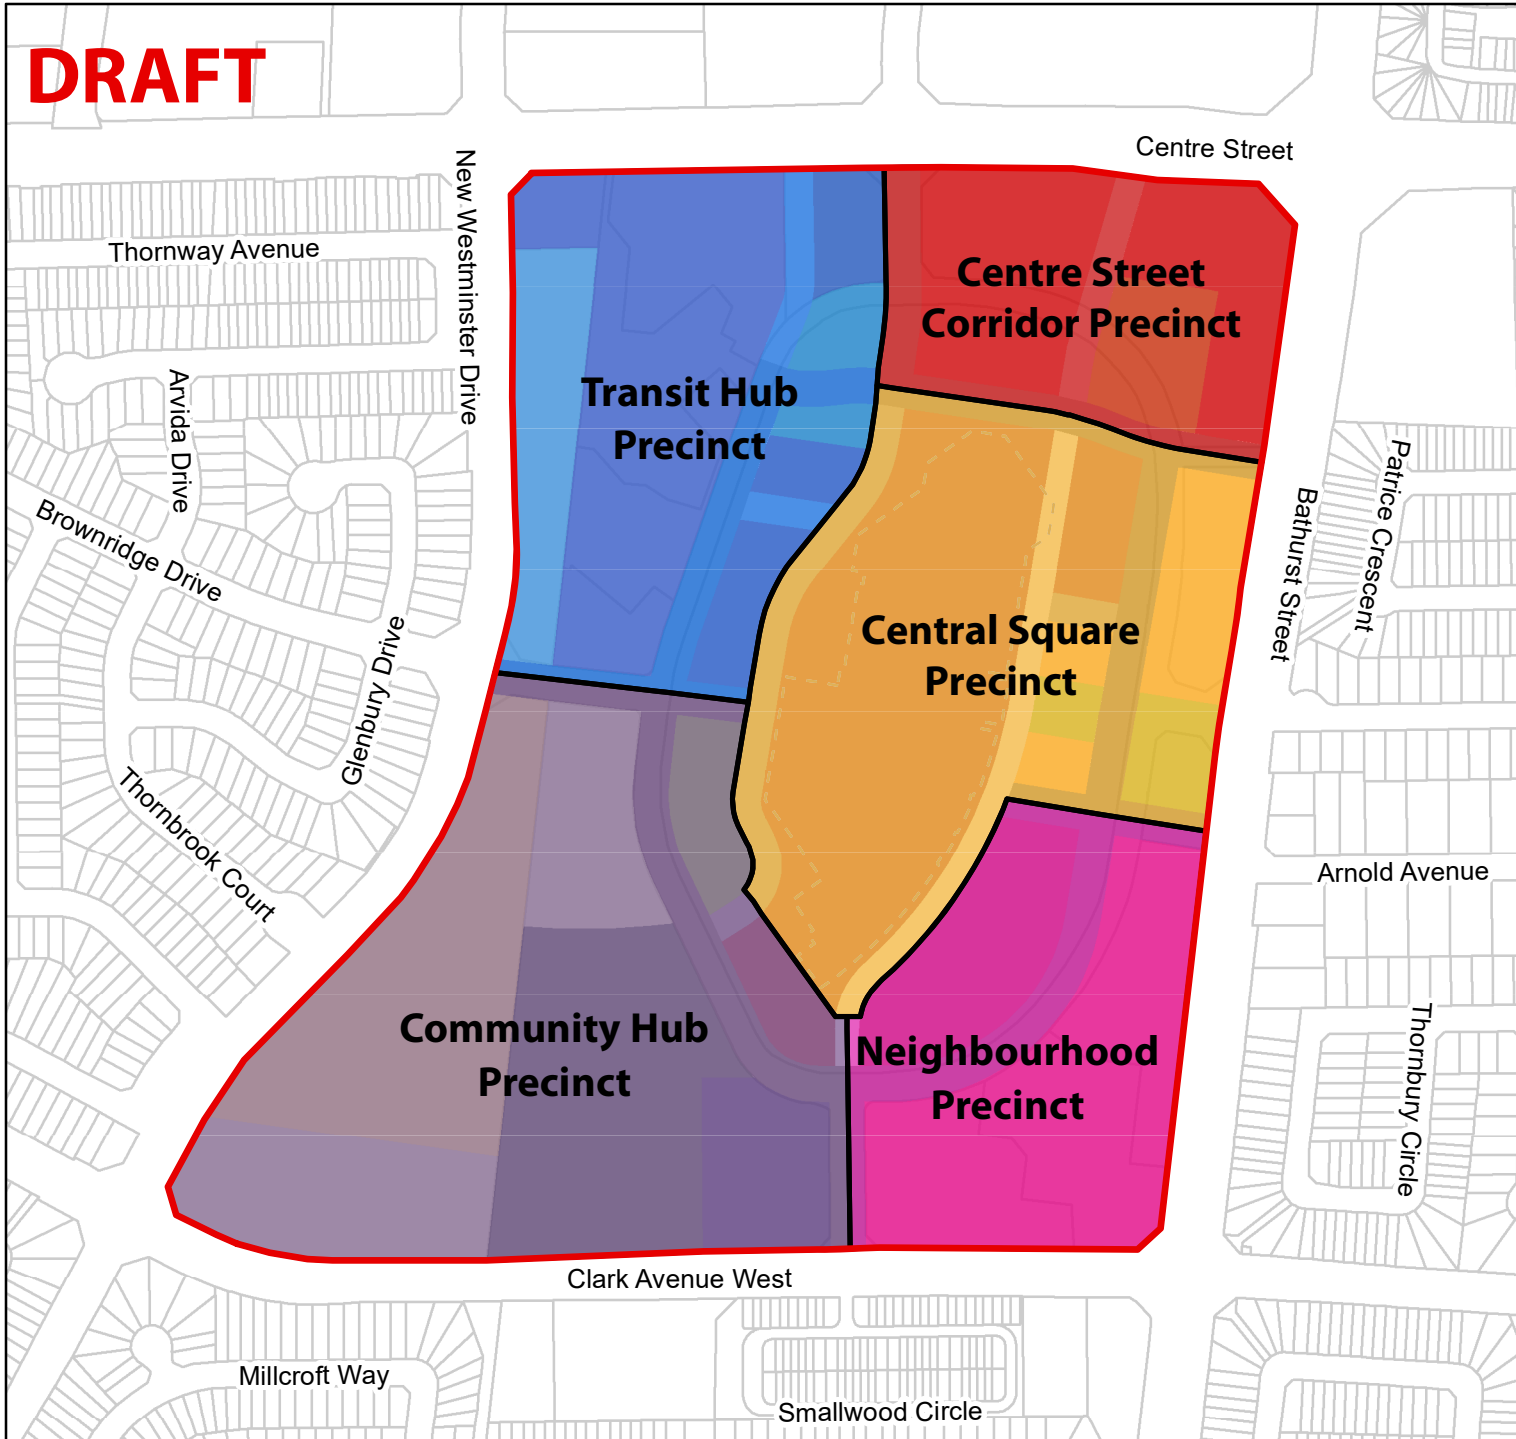 DRAFT
Centre Street
New Westminster Drive
Thornway Avenue
Centre Street
Corridor Precinct
Transit Hub
Precinct
Arvida Drive
Patrice Crescent
Bathurst Street
Brownridge Drive
Glenbury Drive
Central Square
Precinct
Thornbrook Court
Arnold Avenue
Community Hub
Precinct
Neighbourhood
Precinct
Thornbury Circle
Clark Avenue West
Millcroft Way
Smallwood Circle